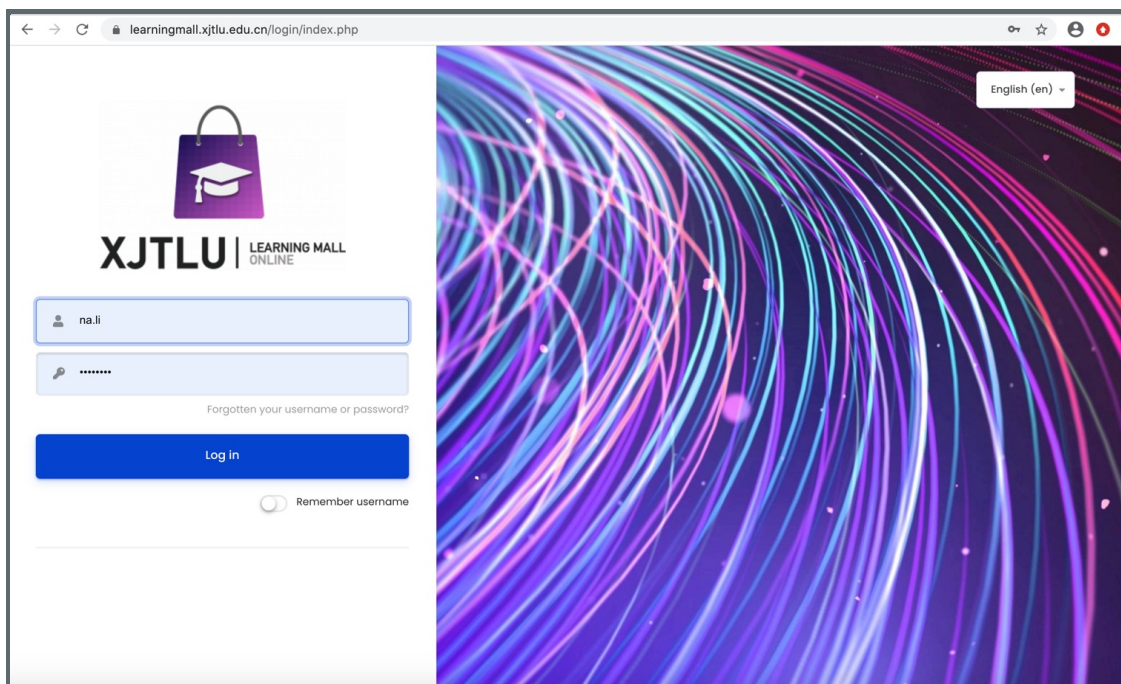 learningmall.xjtlu.edu.cn/login/index.php
English (en)
XJTLU | LEARNING MALL
ONLINE
na.li
••••••••
Forgotten your username or password?
Log in
Remember username